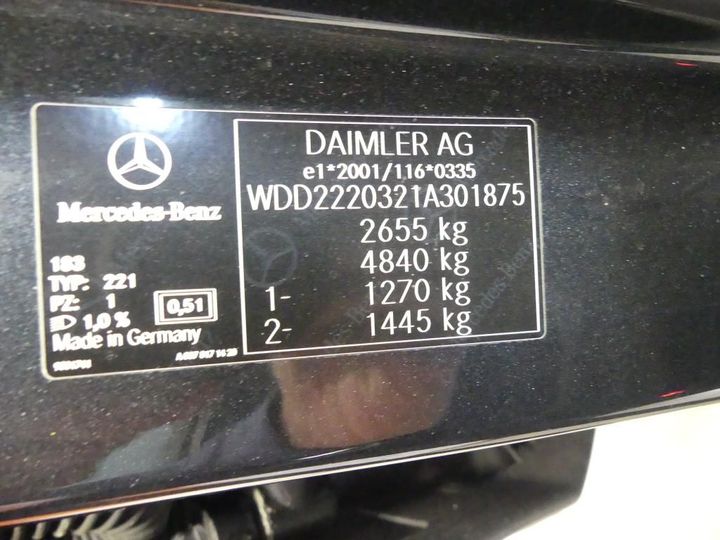 Mercedes-Benz
183
TYP: 221
PZ: 1
0,51
1,0 %
Made in Germany
DAIMLER AG
e1*2001/116*0335
WDD2220321A301875
2655 kg
4840 kg
1- 1270 kg
2- 1445 kg